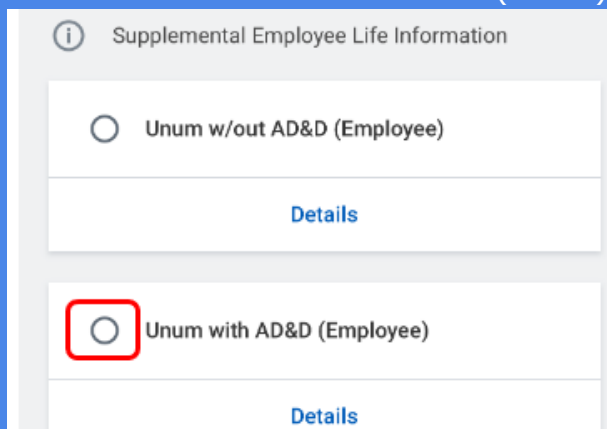 Supplemental Employee Life Information
Unum w/out AD&D (Employee)
Details
Unum with AD&D (Employee)
Details